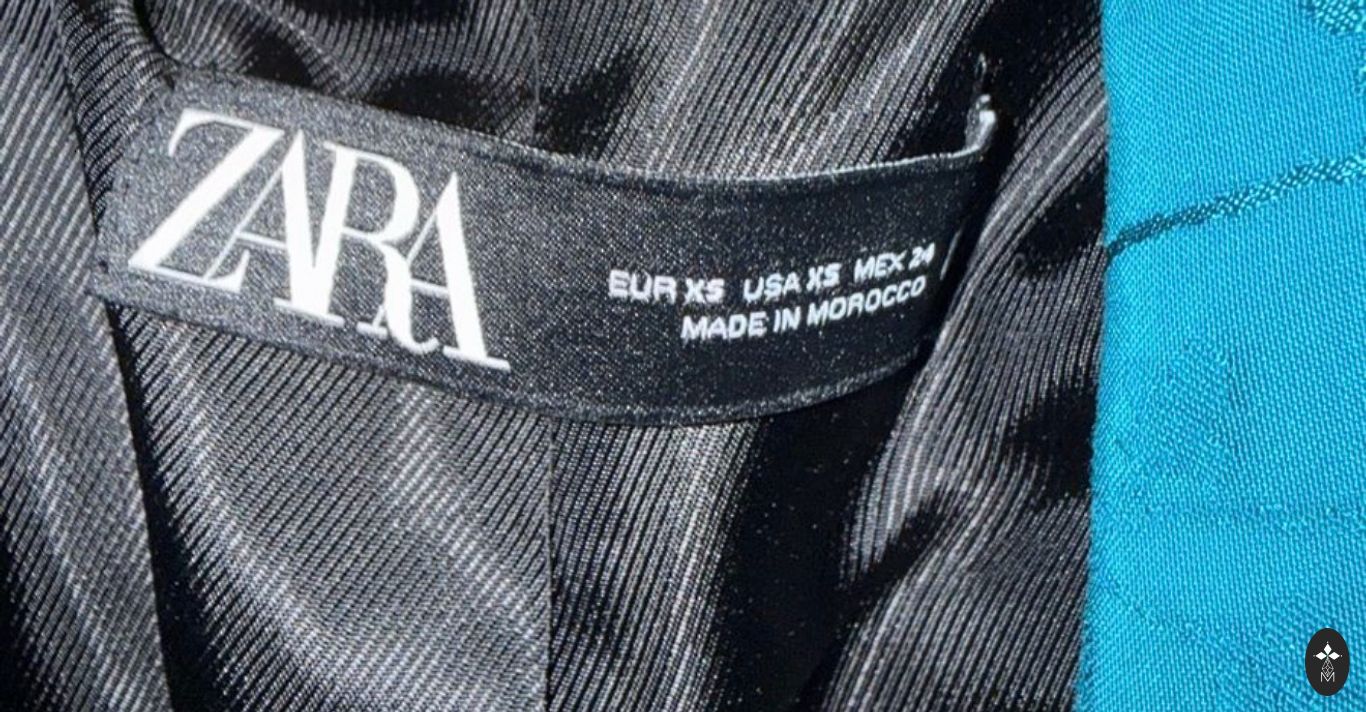 ZARA
EUR XS USA XS MEX 24
MADE IN MOROCCO
M